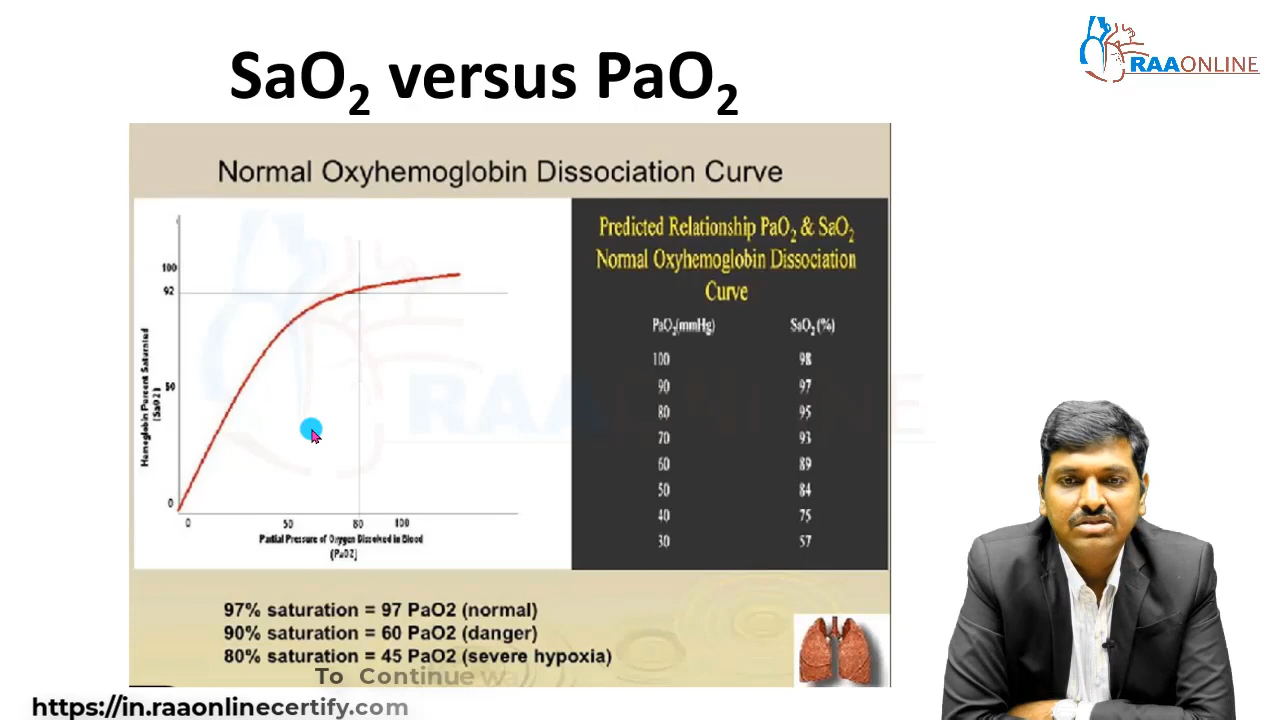 SaO₂ versus PaO₂
RAAONLINE
Normal Oxyhemoglobin Dissociation Curve
100
92
50
0
Hemoglobin Percent Saturated
(SaO2)
0 50 80 100
Partial Pressure of Oxygen Dissolved in Blood
(PaO2)
Predicted Relationship PaO₂ & SaO₂
Normal Oxyhemoglobin Dissociation
Curve
PaO₂(mmHg) SaO₂(%)
100 98
90 97
80 95
70 93
60 89
50 84
40 75
30 57
RAAONLINE
97% saturation = 97 PaO2 (normal)
90% saturation = 60 PaO2 (danger)
80% saturation = 45 PaO2 (severe hypoxia)
To Continue
https://in.raaonlinecertify.com